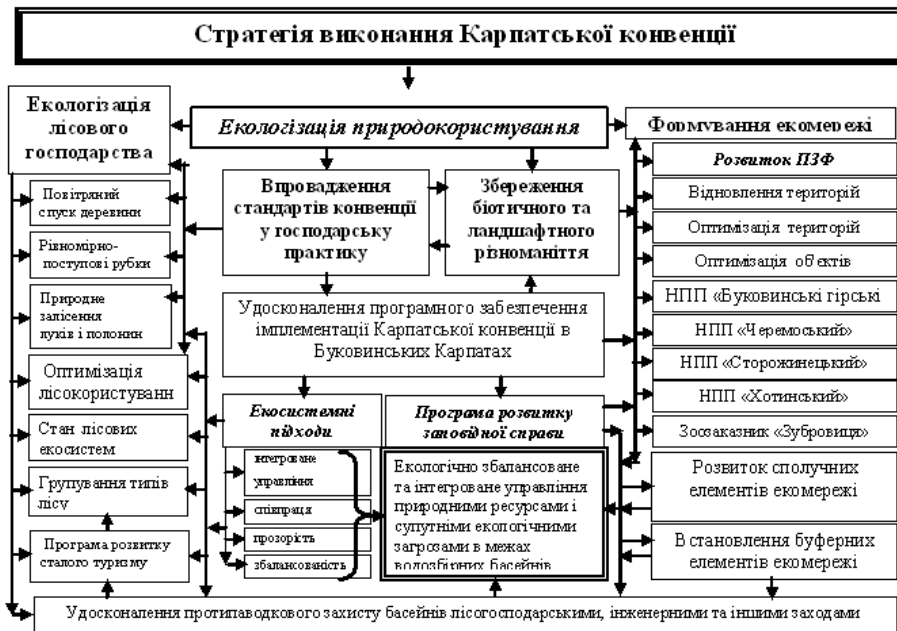 Стратегія виконання Карпатської конвенції
Екологізація
лісового
господарства
Екологізація природокористування
Формування екомережі
Повітряний
спуск деревини
Рівномірно-
поступові рубки
Природне
залісення
луків і полонин
Оптимізація
лісокористуванн
Стан лісових
екосистем
Групування типів
лісу
Програма розвитку
сталого туризму
Впровадження
стандартів конвенції
у господарську
практику
Збереження
біотичного та
ландшафтного
різноманіття
Удосконалення програмного забезпечення
імплементації Карпатської конвенції в
Буковинських Карпатах
Екосистемні
підходи
інтегроване
управління
співпраця
прозорість
збалансованість
Програма розвитку
заповідної справи
Екологічно збалансоване
та інтегроване управління
природними ресурсами і
супутніми екологічними
загрозами в межах
водозбірних басейнів
Розвиток ПЗФ
Відновлення територій
Оптимізація територій
Оптимізація об'єктів
НПП «Буковинські гірські
НПП «Черемоський»
НПП «Сторожинецький»
НПП «Хотинський»
Зоозаказник «Зубровиця»
Розвиток сполучних
елементів екомережі
Встановлення буферних
елементів екомережі
Удосконалення протипаводкового захисту басейнів лісогосподарськими, інженерними та іншими заходами